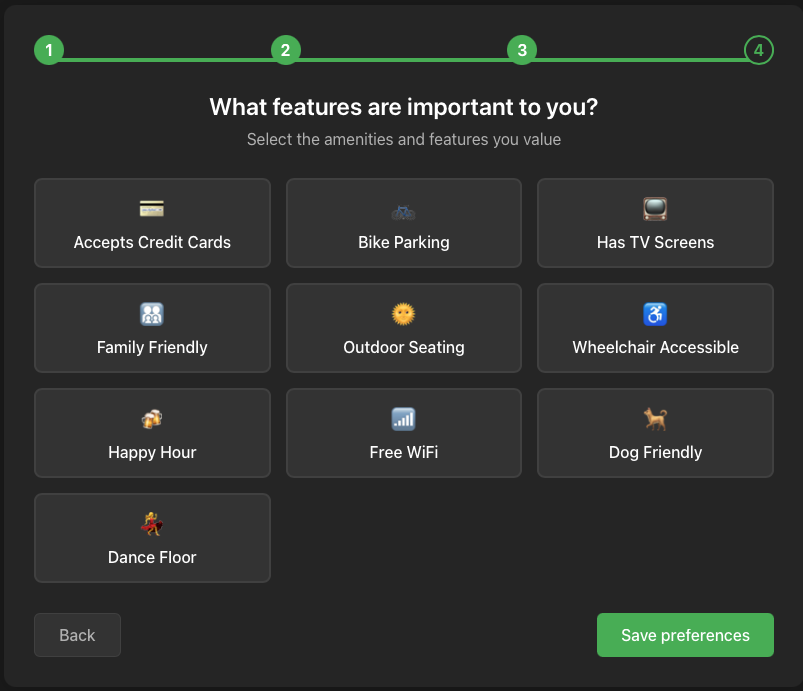 1 2 3 4
What features are important to you?
Select the amenities and features you value
Accepts Credit Cards Bike Parking Has TV Screens
Family Friendly Outdoor Seating Wheelchair Accessible
Happy Hour Free WiFi Dog Friendly
Dance Floor
Back Save preferences